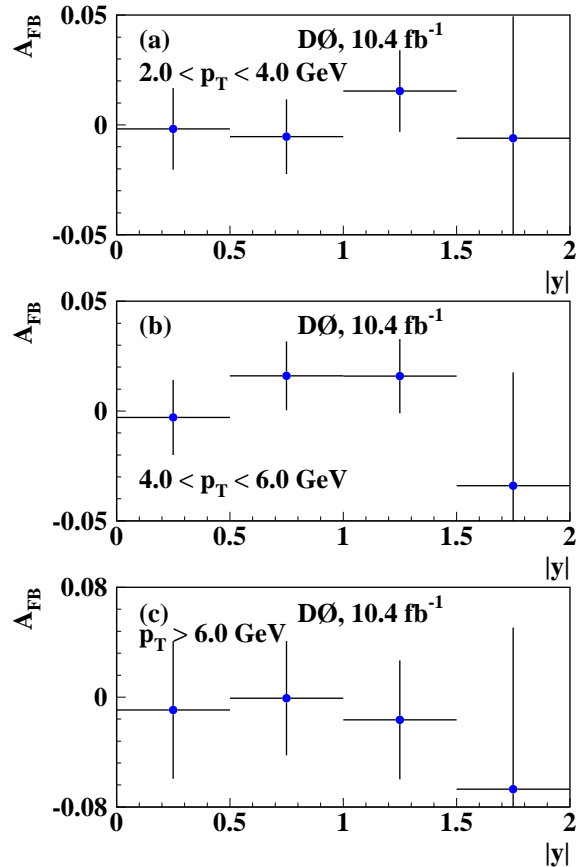 A_FB
0.05
(a) DØ, 10.4 fb⁻¹
2.0 < p_T < 4.0 GeV
0
-0.05
0 0.5 1 1.5 2
|y|
A_FB
0.05
(b) DØ, 10.4 fb⁻¹
0
4.0 < p_T < 6.0 GeV
-0.05
0 0.5 1 1.5 2
|y|
A_FB
0.08
(c) DØ, 10.4 fb⁻¹
p_T > 6.0 GeV
0
-0.08
0 0.5 1 1.5 2
|y|